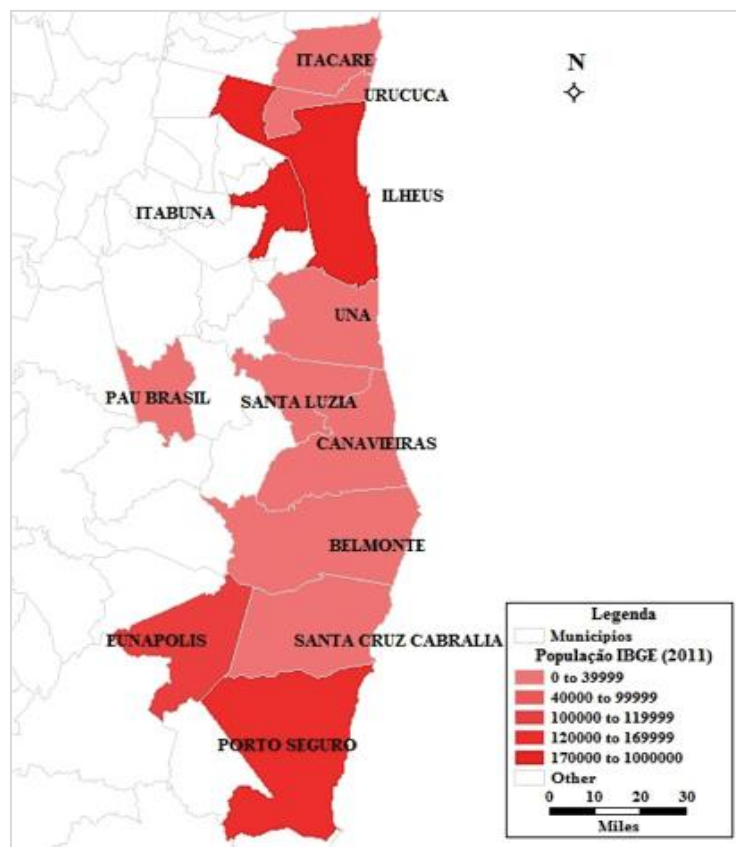 ITACARE
N
URUCUCA
ILHEUS
ITABUNA
UNA
PAU BRASIL
SANTA LUZIA
CANAVIEIRAS
BELMONTE
EUNAPOLIS
SANTA CRUZ CABRALIA
PORTO SEGURO
Legenda
Municípios
População IBGE (2011)
0 to 39999
40000 to 99999
100000 to 119999
120000 to 169999
170000 to 1000000
Other
0 10 20 30
Miles